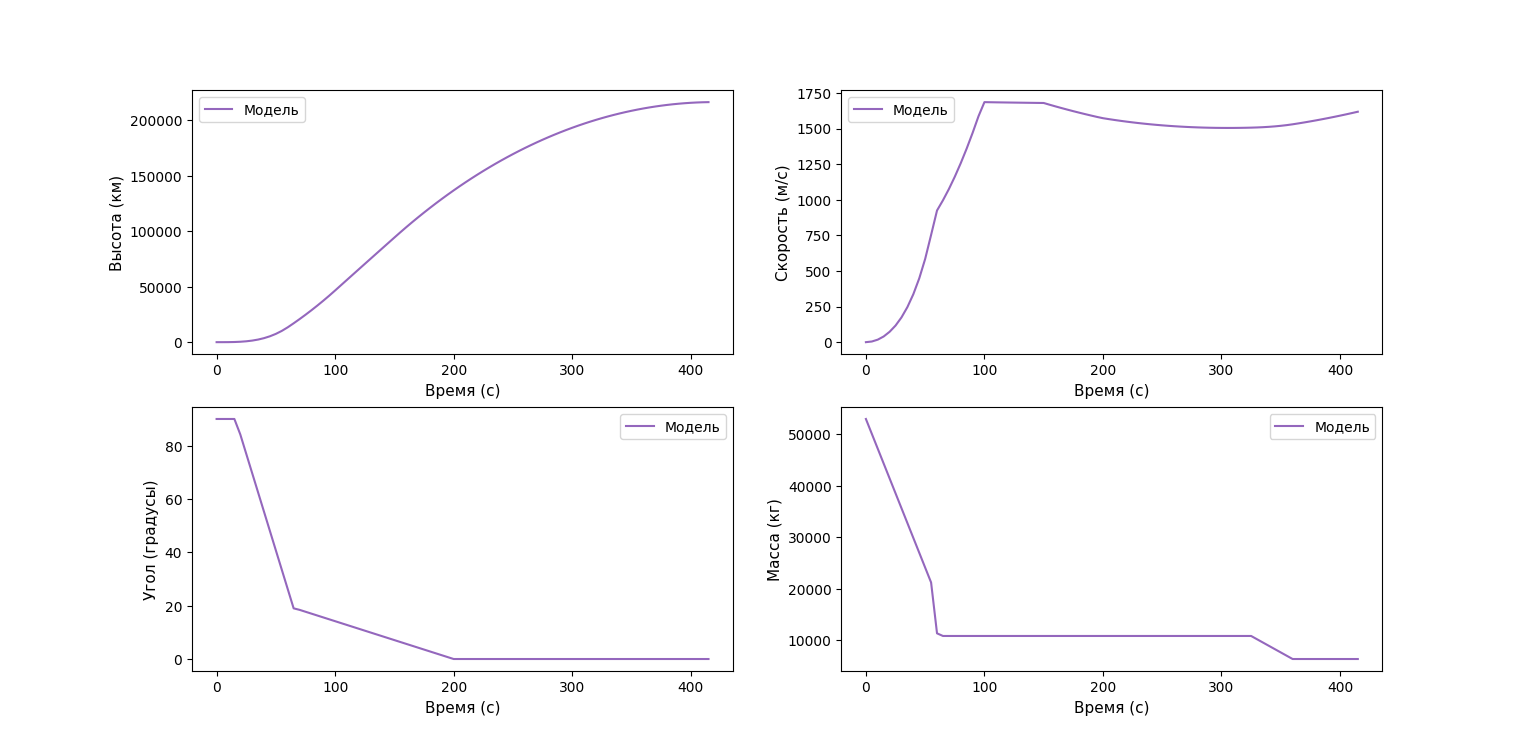 Модель
Высота (км)
200000
150000
100000
50000
0
0 100 200 300 400
Время (с)
Модель
Скорость (м/с)
1750
1500
1250
1000
750
500
250
0
0 100 200 300 400
Время (с)
Модель
Угол (градусы)
80
60
40
20
0
0 100 200 300 400
Время (с)
Модель
Масса (кг)
50000
40000
30000
20000
10000
0 100 200 300 400
Время (с)